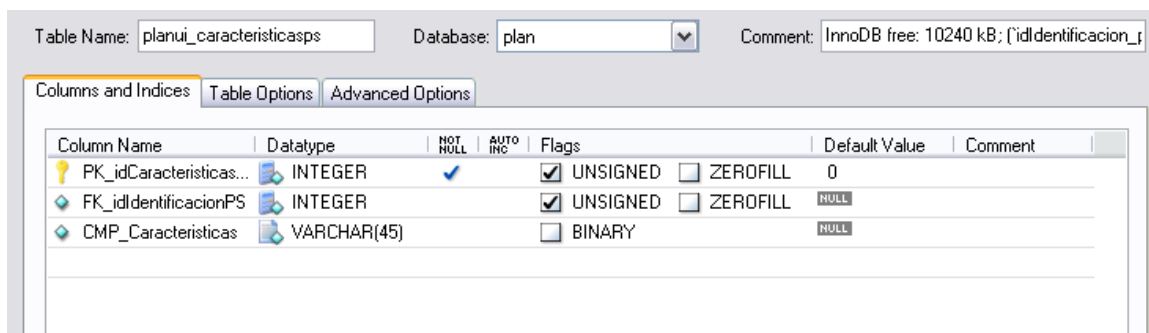 Table Name: planui_caracteristicasps Database: plan Comment: InnoDB free: 10240 kB; (`idIdentificacion_p
Columns and Indices Table Options Advanced Options
Column Name Datatype NOT NULL AUTO INC Flags Default Value Comment
PK_idCaracteristicas... INTEGER UNSIGNED ZEROFILL 0
FK_idIdentificacionPS INTEGER UNSIGNED ZEROFILL NULL
CMP_Caracteristicas VARCHAR(45) BINARY NULL